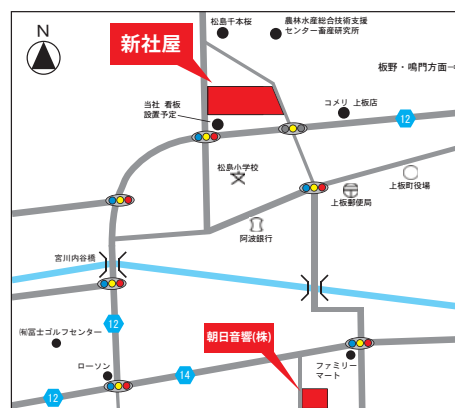 N
松島千本桜
農林水産総合技術支援
センター畜産研究所
新社屋
板野・鳴門方面→
当社 看板
設置予定
コメリ 上板店
12
松島小学校
上板町役場
上板郵便局
阿波銀行
宮川内谷橋
㈲富士ゴルフセンター
12
朝日音響(株)
ローソン
14
ファミリー
マート
12